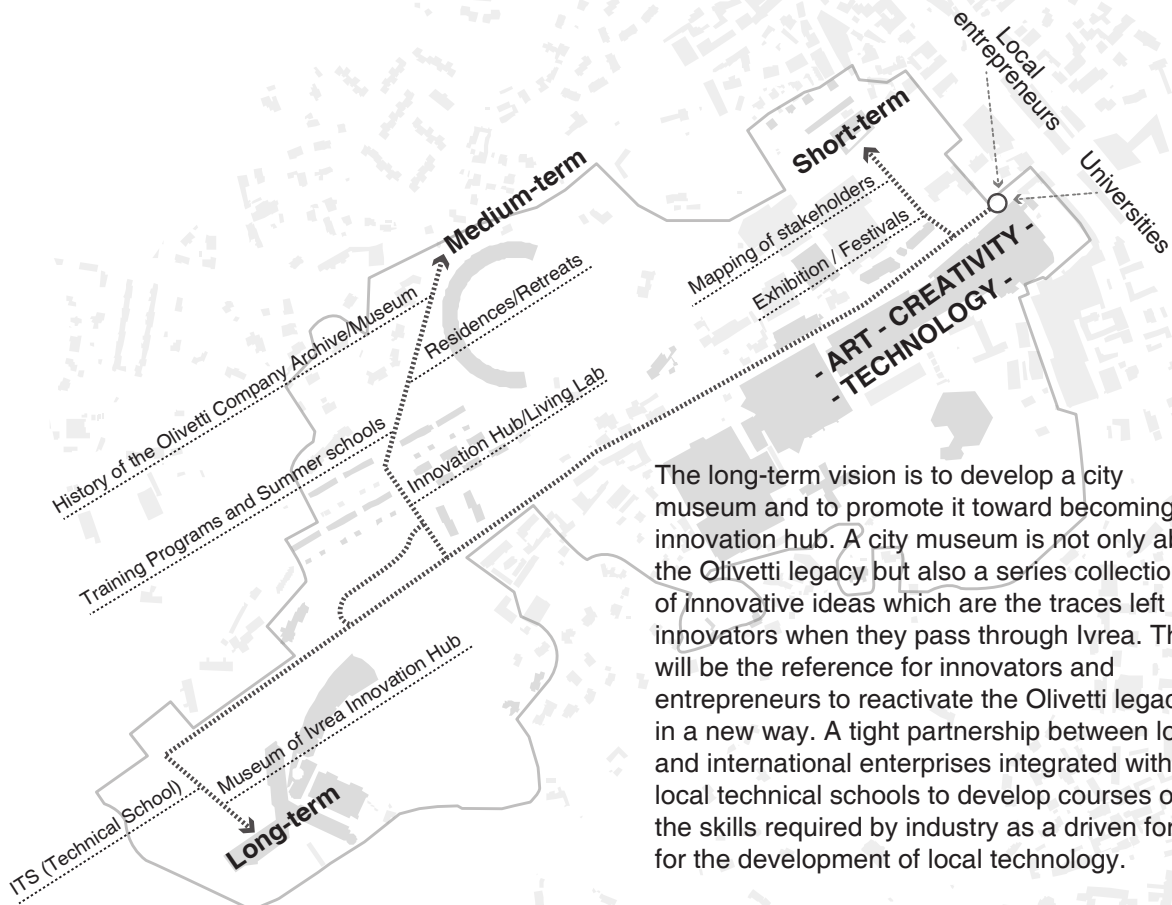 Local
entrepreneurs
Universities
Short-term
Mapping of stakeholders
Exhibition / Festivals
- ART - CREATIVITY -
- TECHNOLOGY -
Medium-term
History of the Olivetti Company Archive/Museum
Residences/Retreats
Training Programs and Summer schools
Innovation Hub/Living Lab
ITS (Technical School)
Museum of Ivrea Innovation Hub
Long-term
The long-term vision is to develop a city
museum and to promote it toward becoming
innovation hub. A city museum is not only
the Olivetti legacy but also a series
of innovative ideas which are the traces left
innovators when they pass through Ivrea.
will be the reference for innovators and
entrepreneurs to reactivate the Olivetti
in a new way. A tight partnership between
and international enterprises integrated with
local technical schools to develop courses
the skills required by industry as a driven
for the development of local technology.